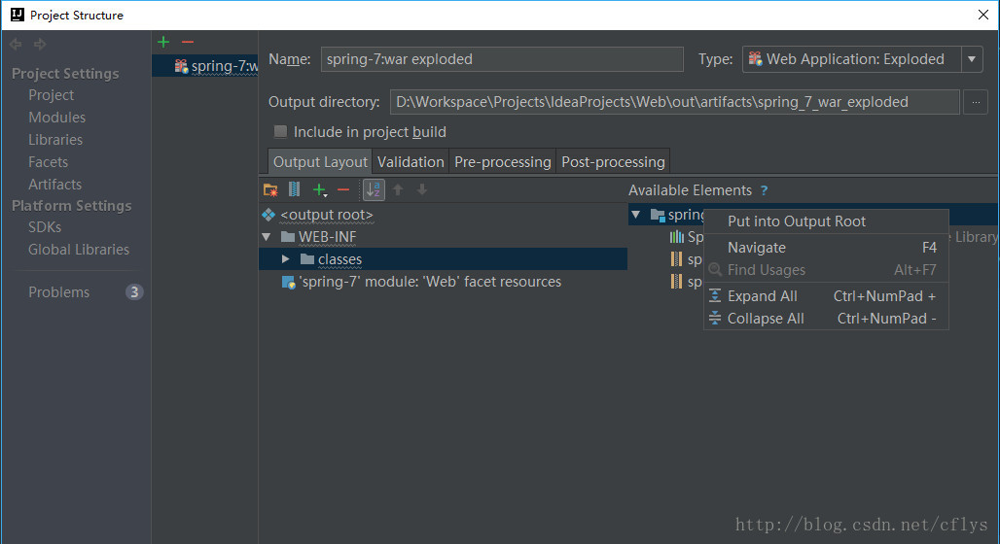 Project Structure
Project Settings
Project
Modules
Libraries
Facets
Artifacts
Platform Settings
SDKs
Global Libraries
Problems 3
spring-7:w
Name: spring-7:war exploded Type: Web Application: Exploded
Output directory: D:\Workspace\Projects\IdeaProjects\Web\out\artifacts\spring_7_war_exploded ...
Include in project build
Output Layout Validation Pre-processing Post-processing
Available Elements ?
<output root>
WEB-INF
classes
'spring-7' module: 'Web' facet resources
spring
Sp Library
sp
sp
Put into Output Root
Navigate F4
Find Usages Alt+F7
Expand All Ctrl+NumPad +
Collapse All Ctrl+NumPad -
http://blog.csdn.net/cflys